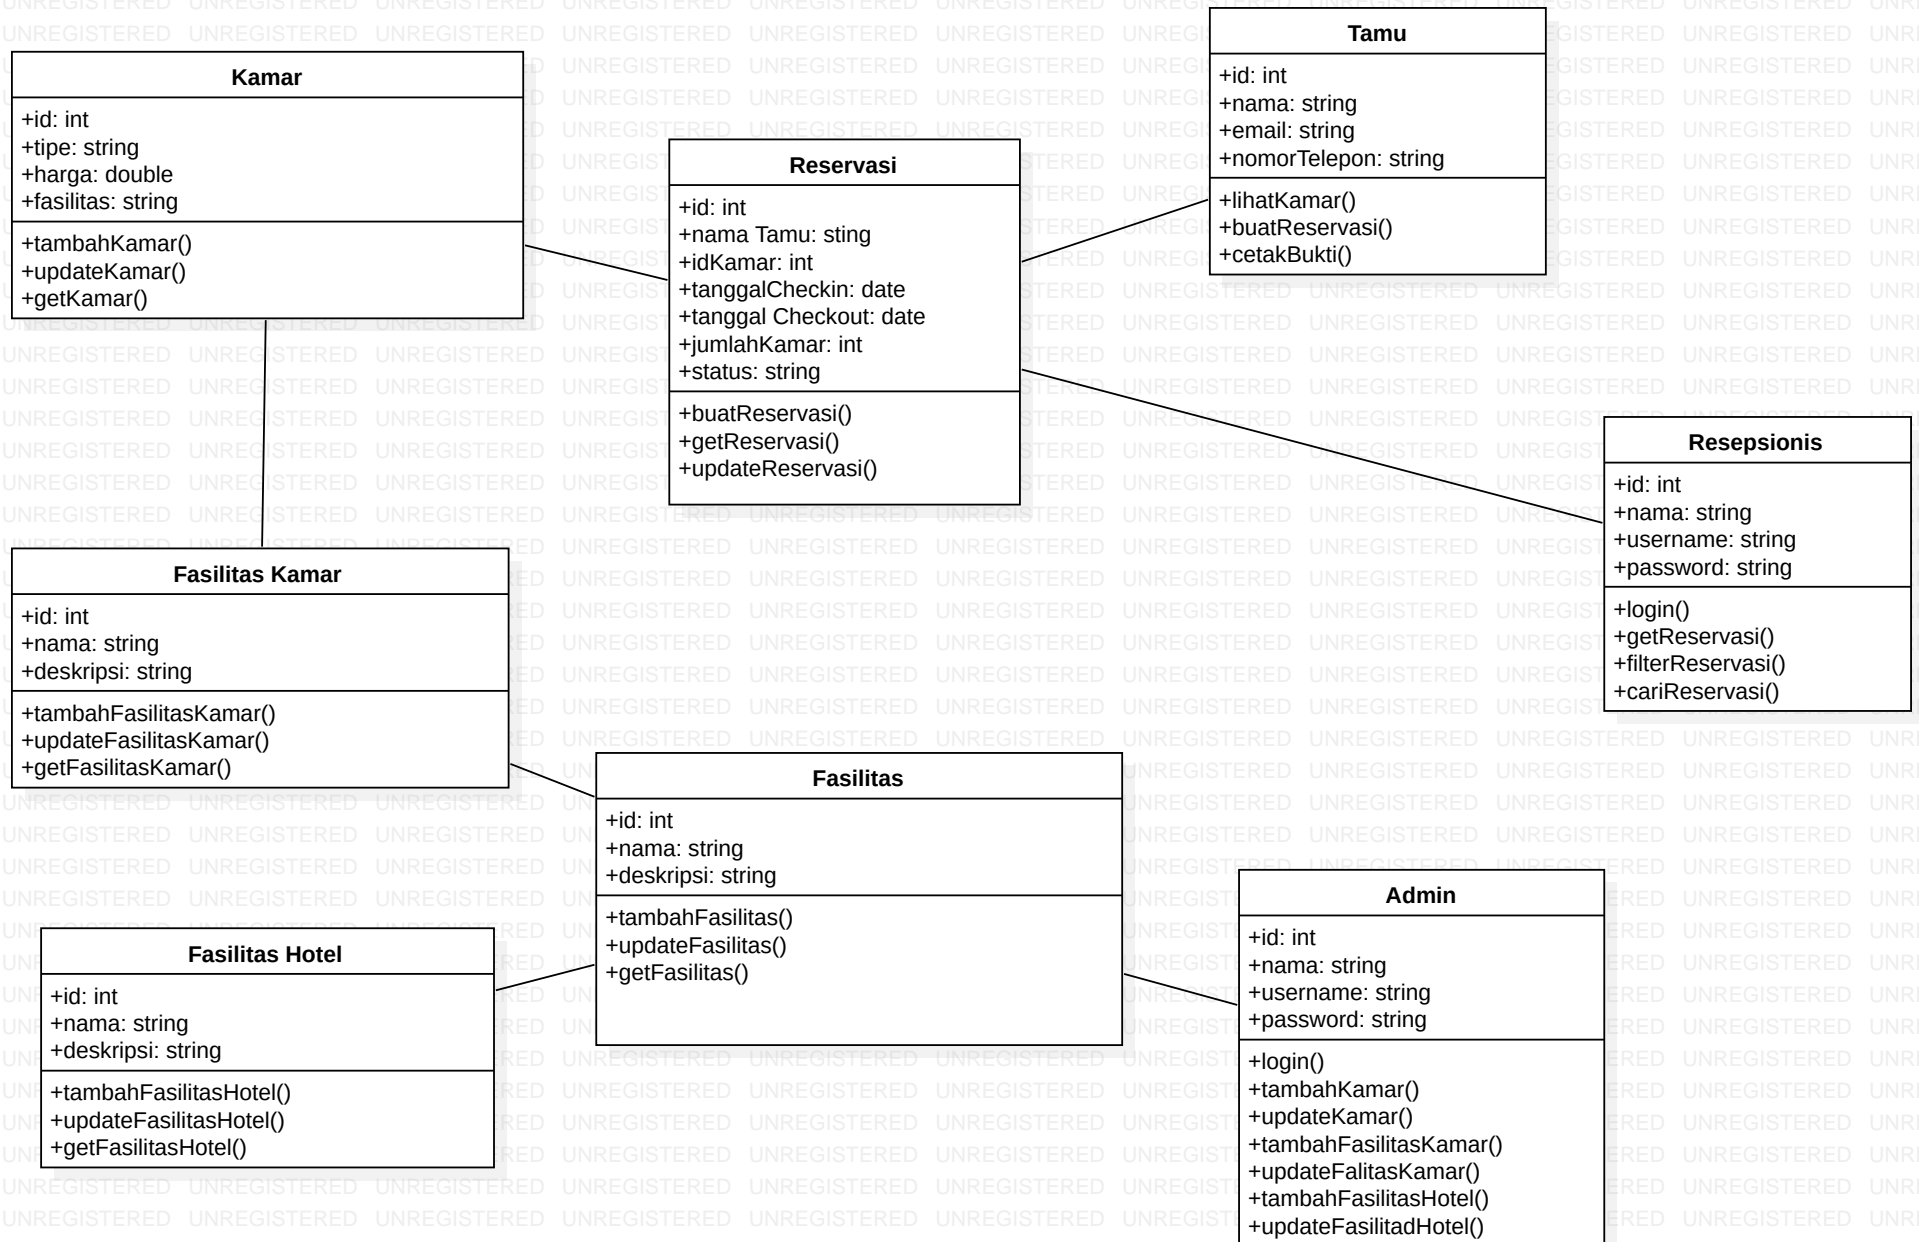 Kamar
+id: int
+tipe: string
+harga: double
+fasilitas: string
+tambahKamar()
+updateKamar()
+getKamar()
Reservasi
+id: int
+nama Tamu: sting
+idKamar: int
+tanggalCheckin: date
+tanggal Checkout: date
+jumlahKamar: int
+status: string
+buatReservasi()
+getReservasi()
+updateReservasi()
Tamu
+id: int
+nama: string
+email: string
+nomorTelepon: string
+lihatKamar()
+buatReservasi()
+cetakBukti()
Resepsionis
+id: int
+nama: string
+username: string
+password: string
+login()
+getReservasi()
+filterReservasi()
+cariReservasi()
Fasilitas Kamar
+id: int
+nama: string
+deskripsi: string
+tambahFasilitasKamar()
+updateFasilitasKamar()
+getFasilitasKamar()
Fasilitas
+id: int
+nama: string
+deskripsi: string
+tambahFasilitas()
+updateFasilitas()
+getFasilitas()
Fasilitas Hotel
+id: int
+nama: string
+deskripsi: string
+tambahFasilitasHotel()
+updateFasilitasHotel()
+getFasilitasHotel()
Admin
+id: int
+nama: string
+username: string
+password: string
+login()
+tambahKamar()
+updateKamar()
+tambahFasilitasKamar()
+updateFalitasKamar()
+tambahFasilitasHotel()
+updateFasilitadHotel()
UNREGISTERED